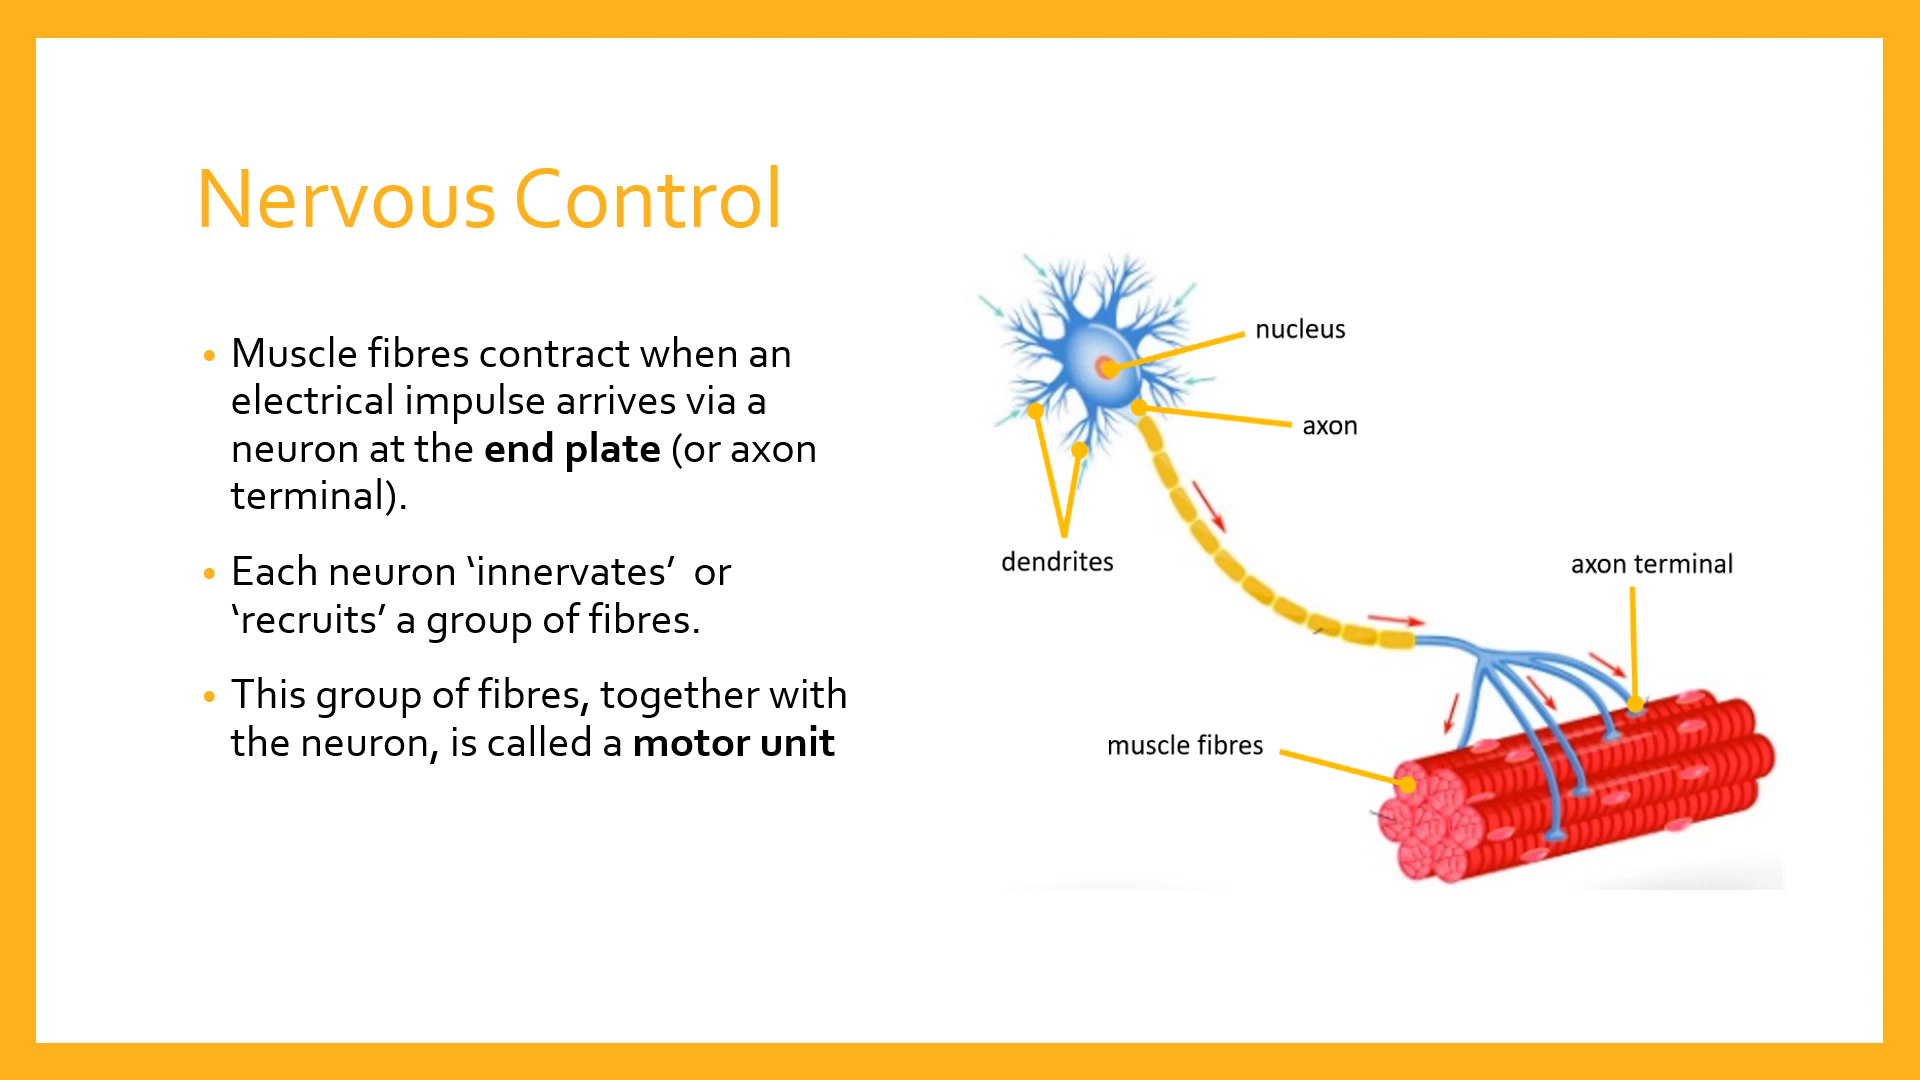 Nervous Control
• Muscle fibres contract when an
electrical impulse arrives via a
neuron at the end plate (or axon
terminal).
• Each neuron ‘innervates’  or
‘recruits’ a group of fibres.
• This group of fibres, together with
the neuron, is called a motor unit
nucleus
axon
dendrites
axon terminal
muscle fibres